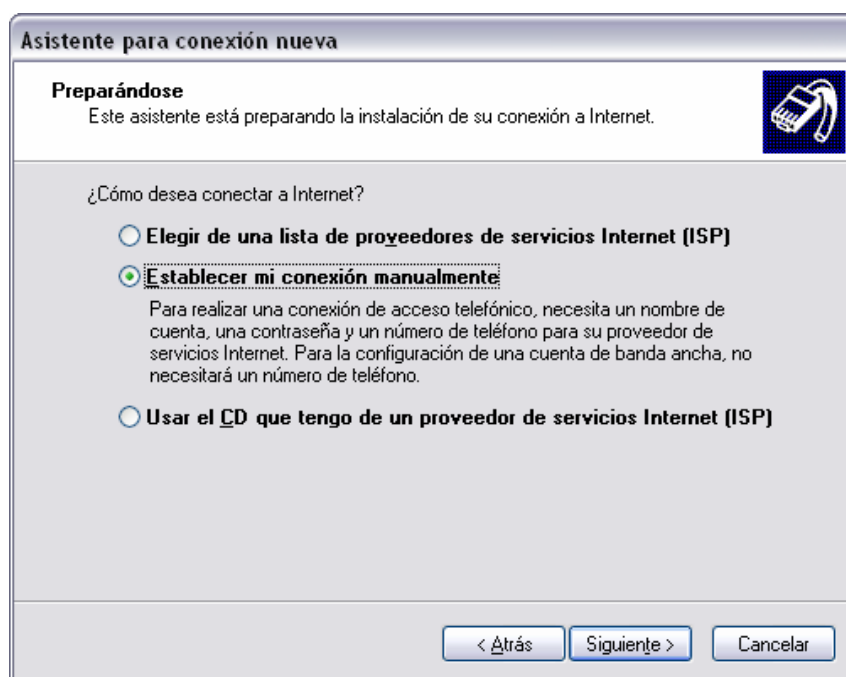 Asistente para conexión nueva
Preparándose
Este asistente está preparando la instalación de su conexión a Internet.
¿Cómo desea conectar a Internet?
Elegir de una lista de proveedores de servicios Internet (ISP)
Establecer mi conexión manualmente
Para realizar una conexión de acceso telefónico, necesita un nombre de
cuenta, una contraseña y un número de teléfono para su proveedor de
servicios Internet. Para la configuración de una cuenta de banda ancha, no
necesitará un número de teléfono.
Usar el CD que tengo de un proveedor de servicios Internet (ISP)
< Atrás Siguiente > Cancelar